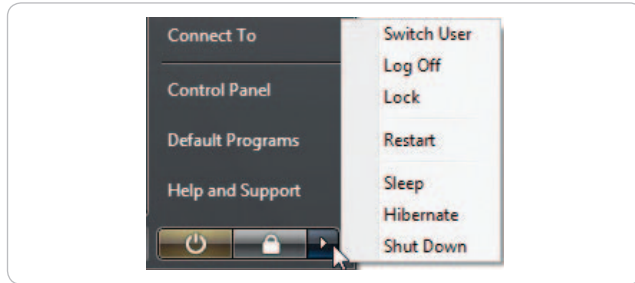 Connect To
Control Panel
Default Programs
Help and Support
Switch User
Log Off
Lock
Restart
Sleep
Hibernate
Shut Down